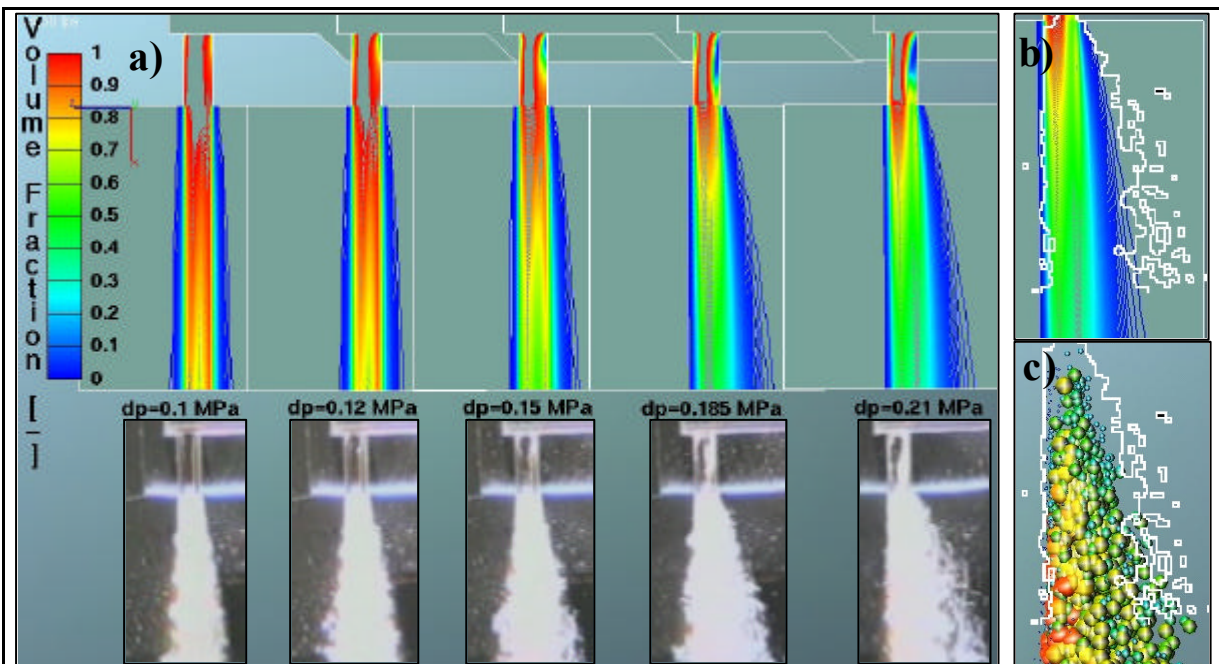 Volume Fraction [-]
a)
1
0.9
0.8
0.7
0.6
0.5
0.4
0.3
0.2
0.1
0
dp=0.1 MPa
dp=0.12 MPa
dp=0.15 MPa
dp=0.185 MPa
dp=0.21 MPa
b)
c)